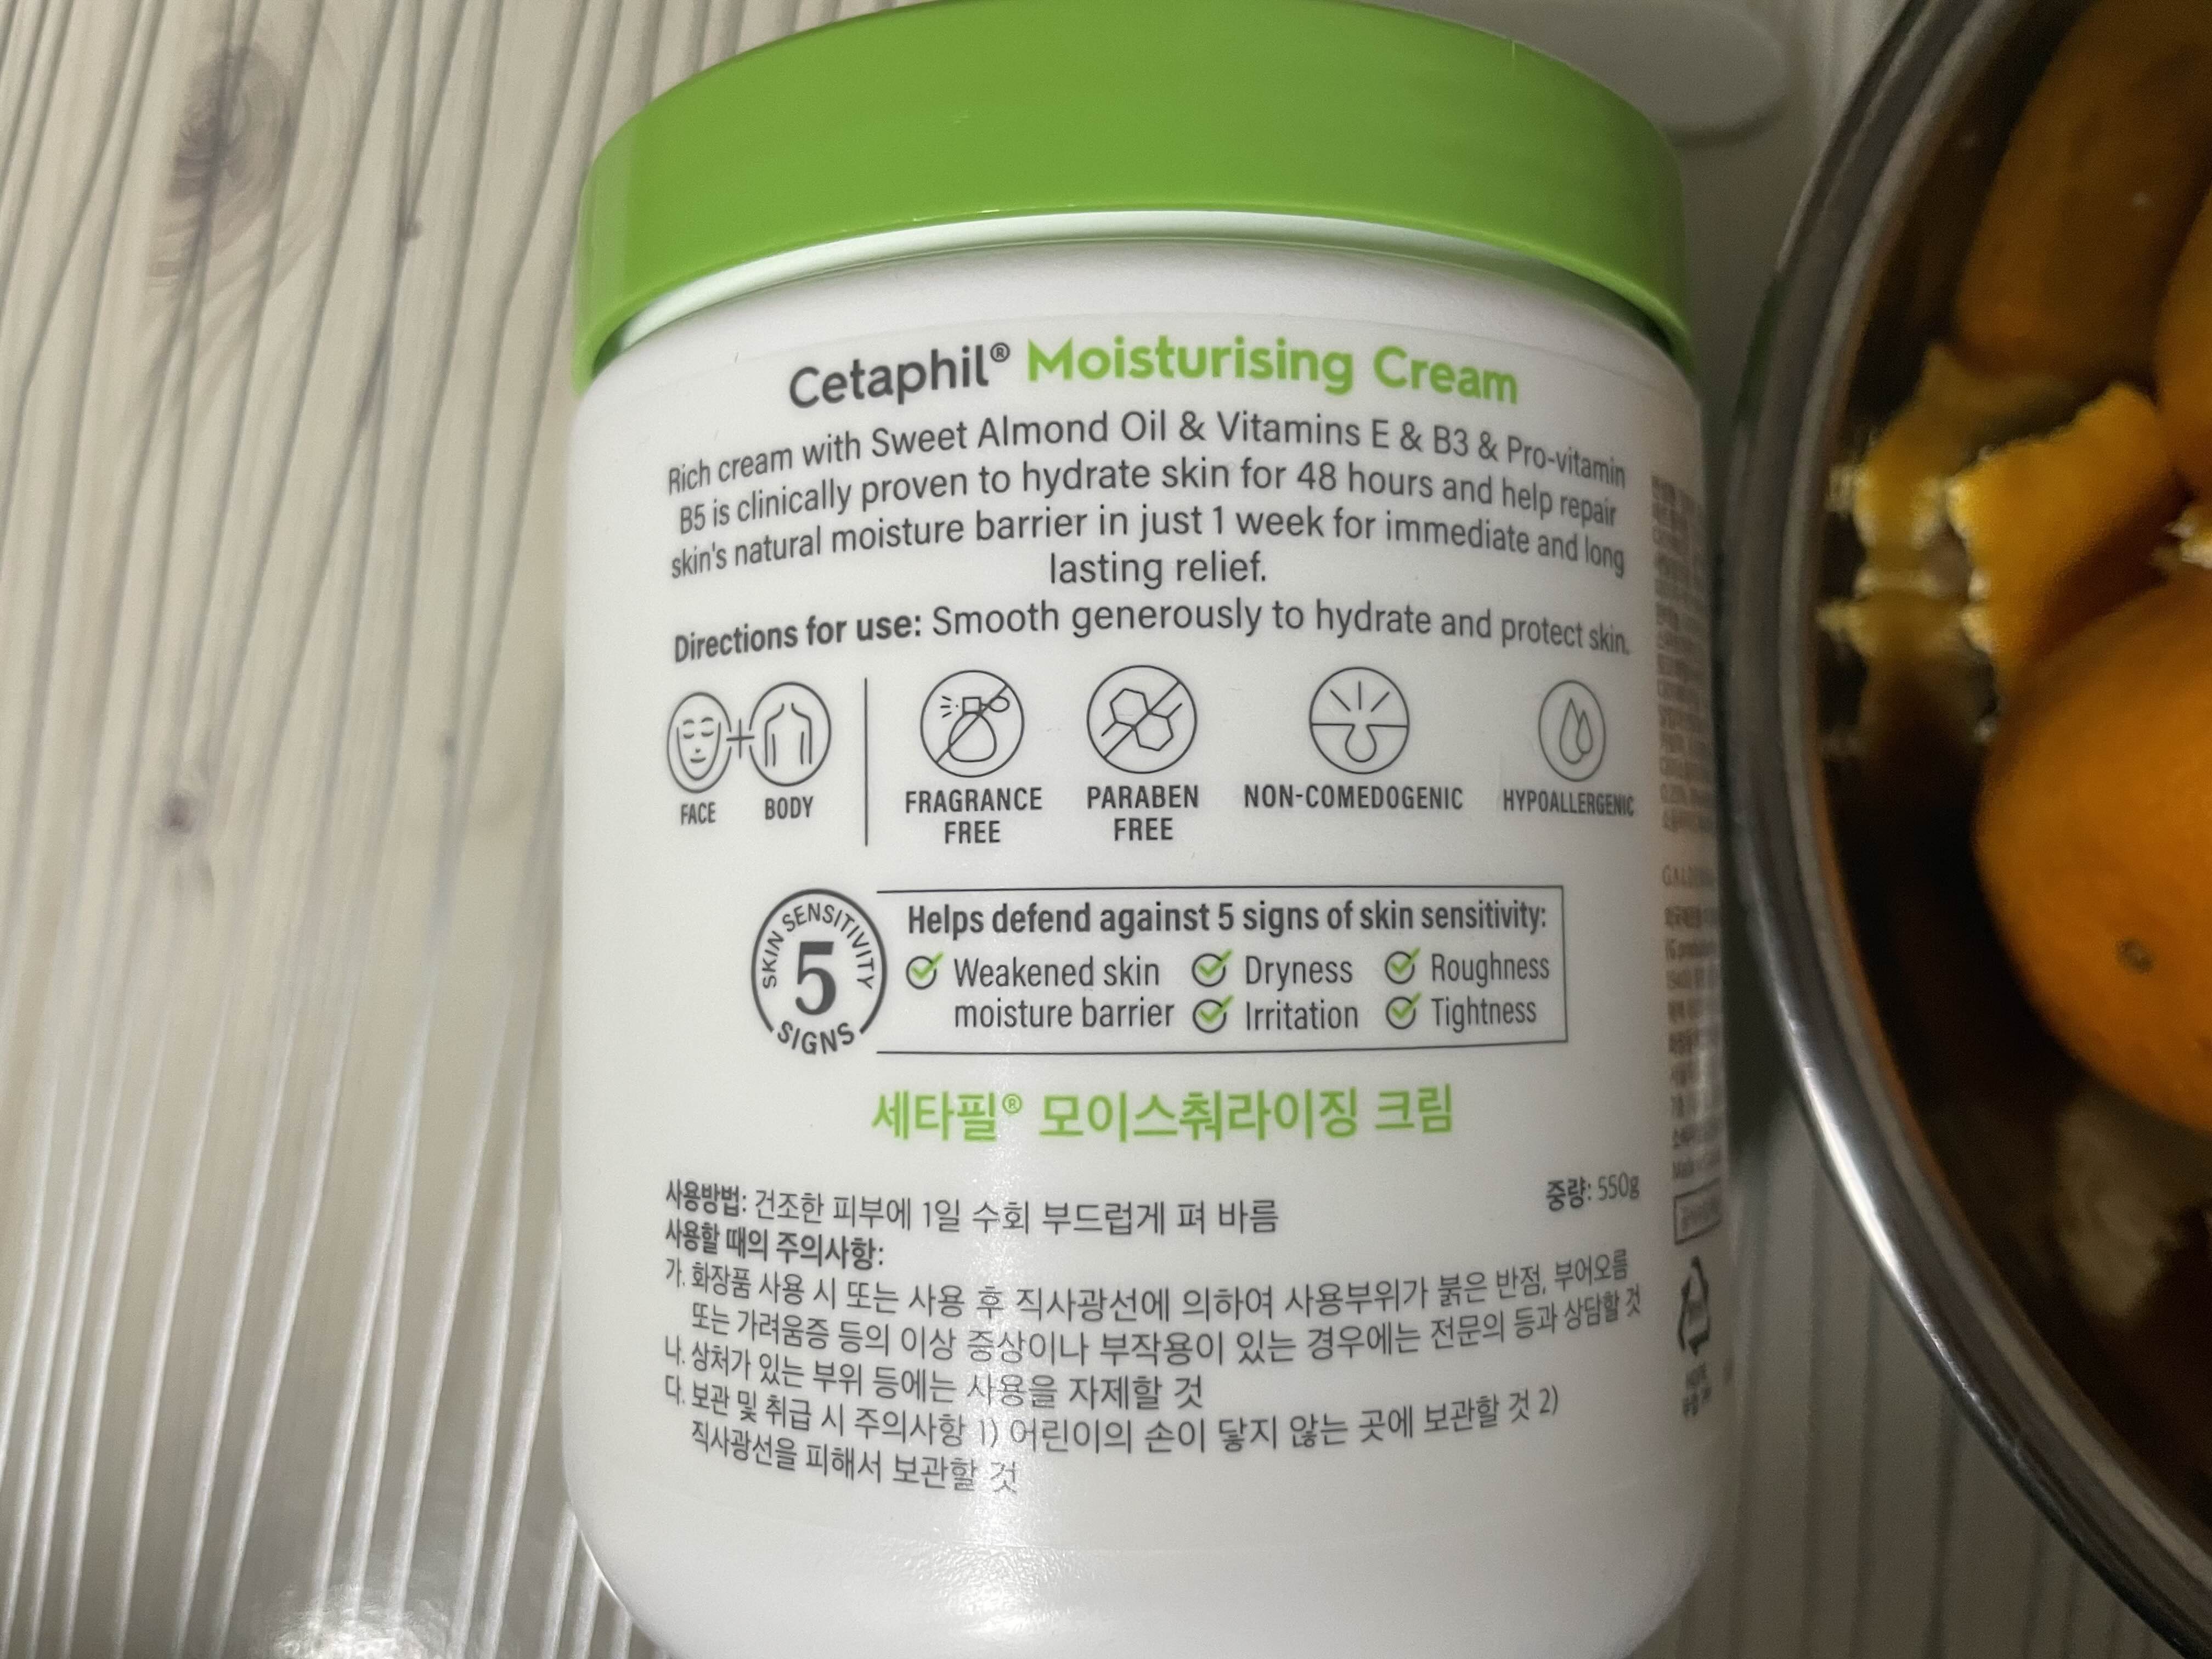 Cetaphil® Moisturising Cream
Rich cream with Sweet Almond Oil & Vitamins E & B3 & Pro-vitamin
B5 is clinically proven to hydrate skin for 48 hours and help repair
skin's natural moisture barrier in just 1 week for immediate and long
lasting relief.
Directions for use: Smooth generously to hydrate and protect skin.
FACE + BODY
FRAGRANCE FREE
PARABEN FREE
NON-COMEDOGENIC
HYPOALLERGENIC
SKIN SENSITIVITY
5
SIGNS
Helps defend against 5 signs of skin sensitivity:
Weakened skin Dryness Roughness
moisture barrier Irritation Tightness
세타필® 모이스춰라이징 크림
사용방법: 건조한 피부에 1일 수회 부드럽게 펴 바름 중량: 550g
사용할 때의 주의사항:
가. 화장품 사용 시 또는 사용 후 직사광선에 의하여 사용부위가 붉은 반점, 부어오름
또는 가려움증 등의 이상 증상이나 부작용이 있는 경우에는 전문의 등과 상담할 것
나. 상처가 있는 부위 등에는 사용을 자제할 것
다. 보관 및 취급 시 주의사항 1) 어린이의 손이 닿지 않는 곳에 보관할 것 2)
직사광선을 피해서 보관할 것